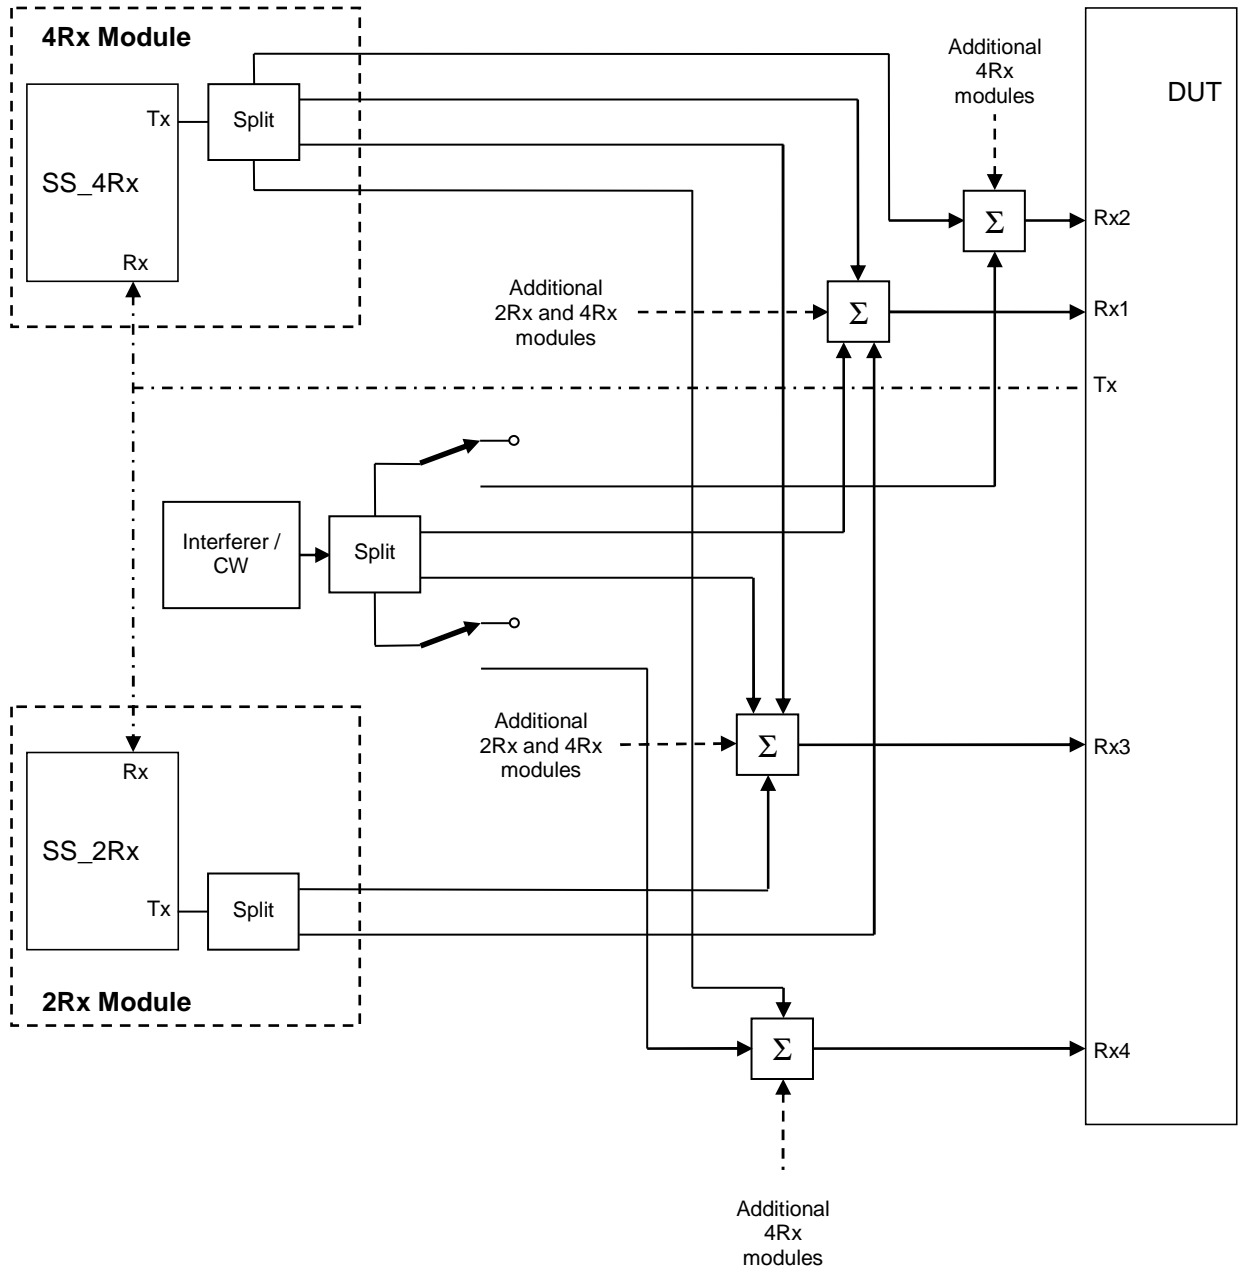 4Rx Module
Additional
4Rx
modules
DUT
Tx
Split
SS_4Rx
Rx
Σ
Rx2
Additional
2Rx and 4Rx
modules
Σ
Rx1
Tx
Interferer /
CW
Split
Additional
2Rx and 4Rx
modules
Σ
Rx3
Rx
SS_2Rx
Tx
Split
2Rx Module
Σ
Rx4
Additional
4Rx
modules